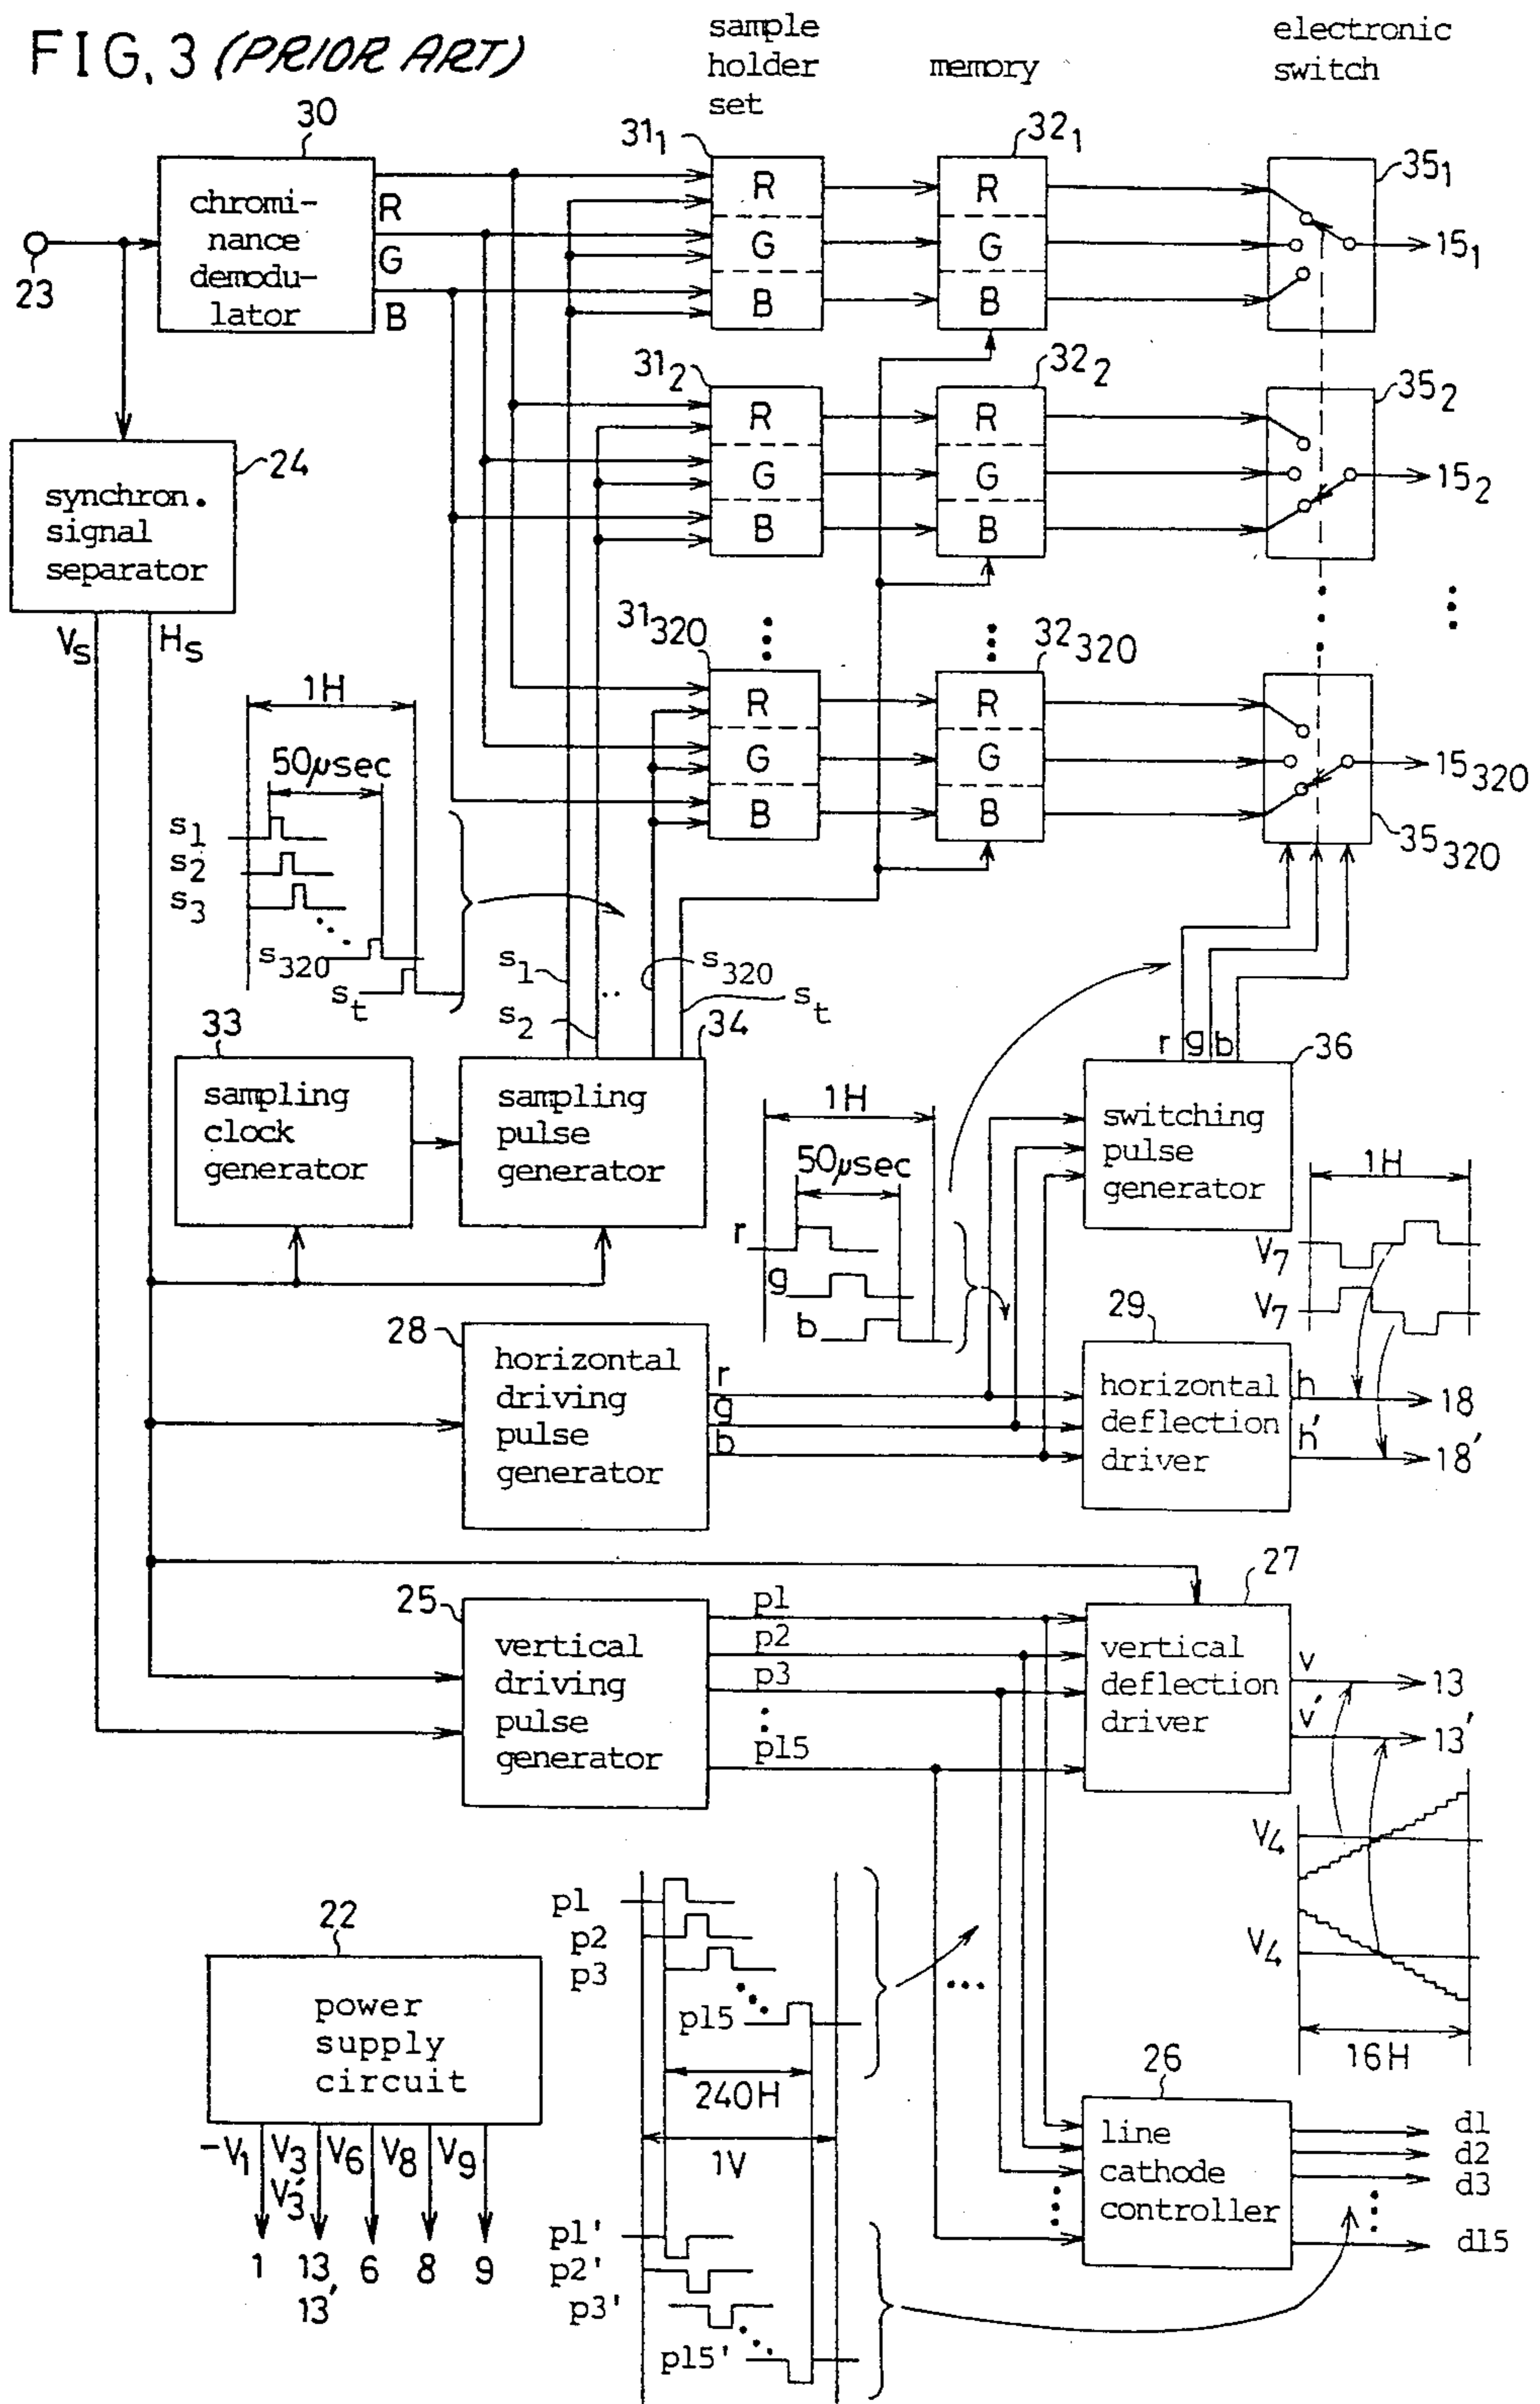 FIG. 3 (PRIOR ART)
sample
holder
set
memory
electronic
switch
30
chromi-
nance
demodu-
lator
R
G
B
23
31₁
R
G
B
32₁
R
G
B
35₁
15₁
31₂
R
G
B
32₂
R
G
B
35₂
15₂
24
synchron.
signal
separator
Vs
Hs
31₃₂₀
R
G
B
32₃₂₀
R
G
B
15₃₂₀
35₃₂₀
1H
50μsec
s₁
s₂
s₃
s₃₂₀
sₜ
s₁
s₂
s₃₂₀
sₜ
33
sampling
clock
generator
34
sampling
pulse
generator
r g b
36
switching
pulse
generator
1H
50μsec
r
g
b
1H
V₇
V₇
28
horizontal
driving
pulse
generator
r
g
b
29
horizontal
deflection
driver
h
h'
18
18'
25
vertical
driving
pulse
generator
p1
p2
p3
p15
27
vertical
deflection
driver
v
v'
13
13'
V₄
V₄
16H
22
power
supply
circuit
-V₁ V₃ V₆ V₈ V₉
V₃'
1 13 6 8 9
13'
p1
p2
p3
p15
240H
1V
p1'
p2'
p3'
p15'
26
line
cathode
controller
d1
d2
d3
d15